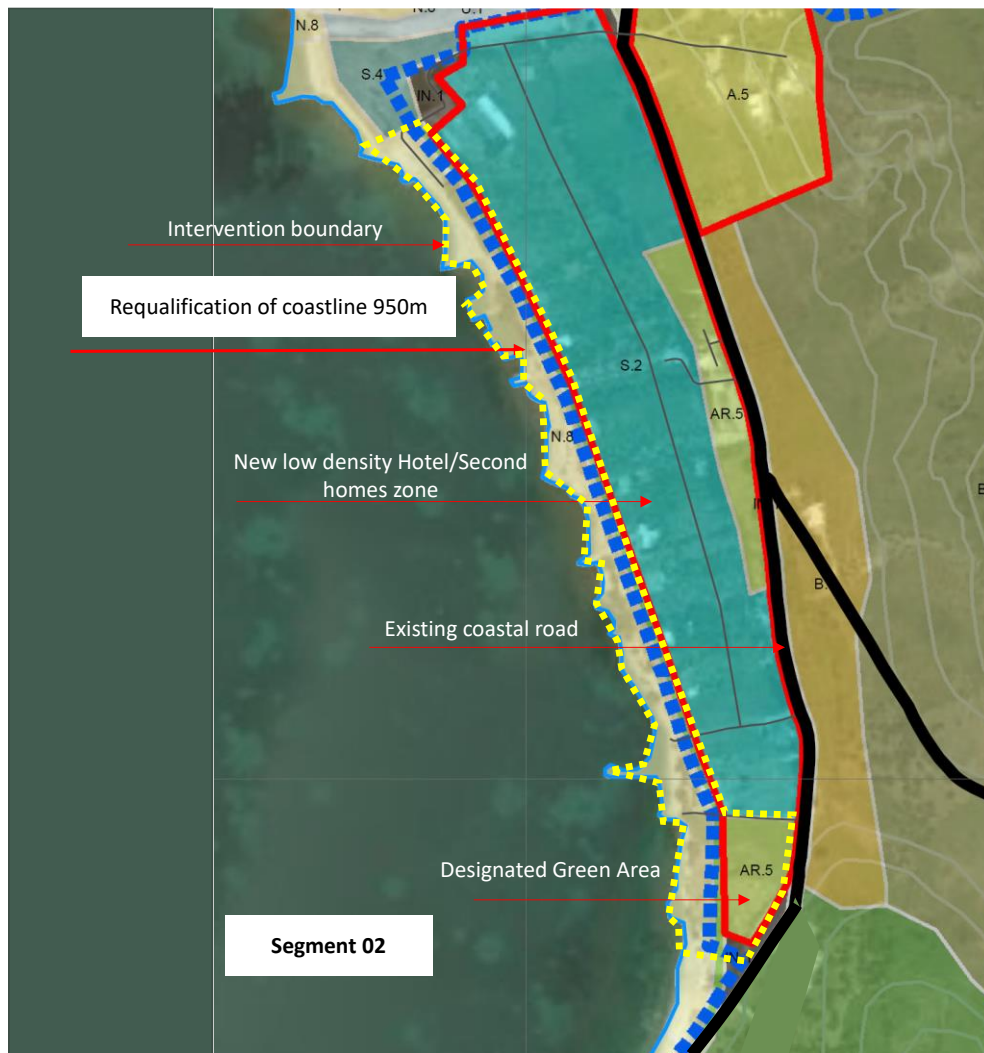 N.8
S.4
IN.1
A.5
Intervention boundary
Requalification of coastline 950m
S.2
AR.5
N.8
New low density Hotel/Second
homes zone
Existing coastal road
Designated Green Area
AR.5
Segment 02